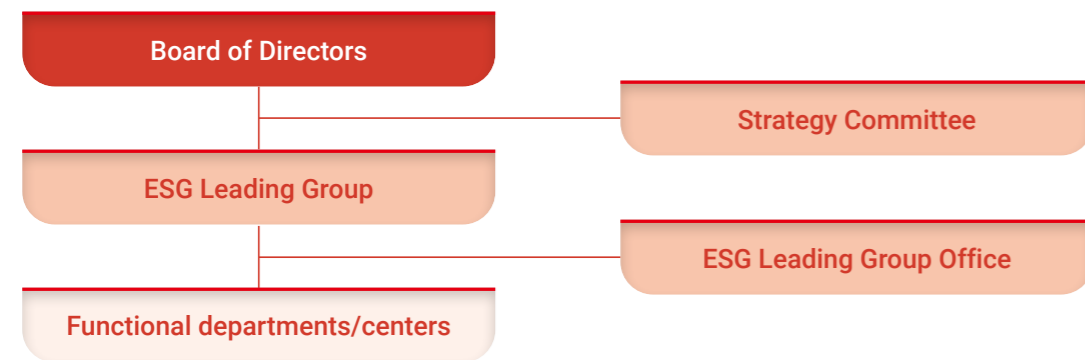 Board of Directors
Strategy Committee
ESG Leading Group
ESG Leading Group Office
Functional departments/centers